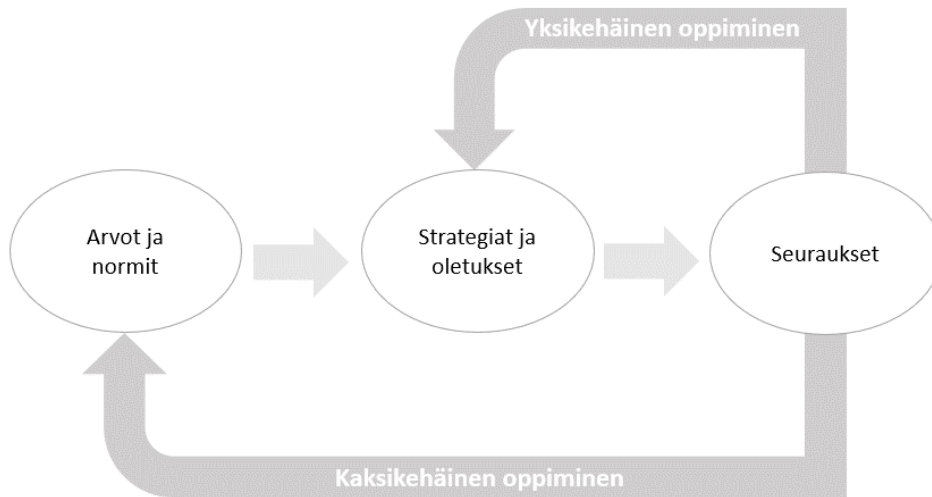 Yksikehäinen oppiminen
Arvot ja
normit
Strategiat ja
oletukset
Seuraukset
Kaksikehäinen oppiminen